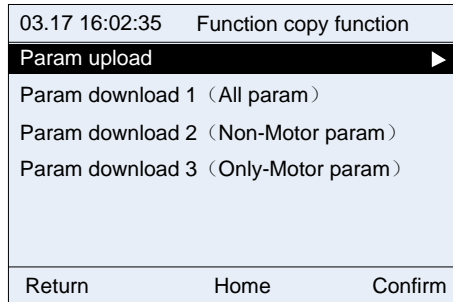 03.17 16:02:35 Function copy function
Param upload
Param download 1（All param）
Param download 2（Non-Motor param）
Param download 3（Only-Motor param）
Return Home Confirm